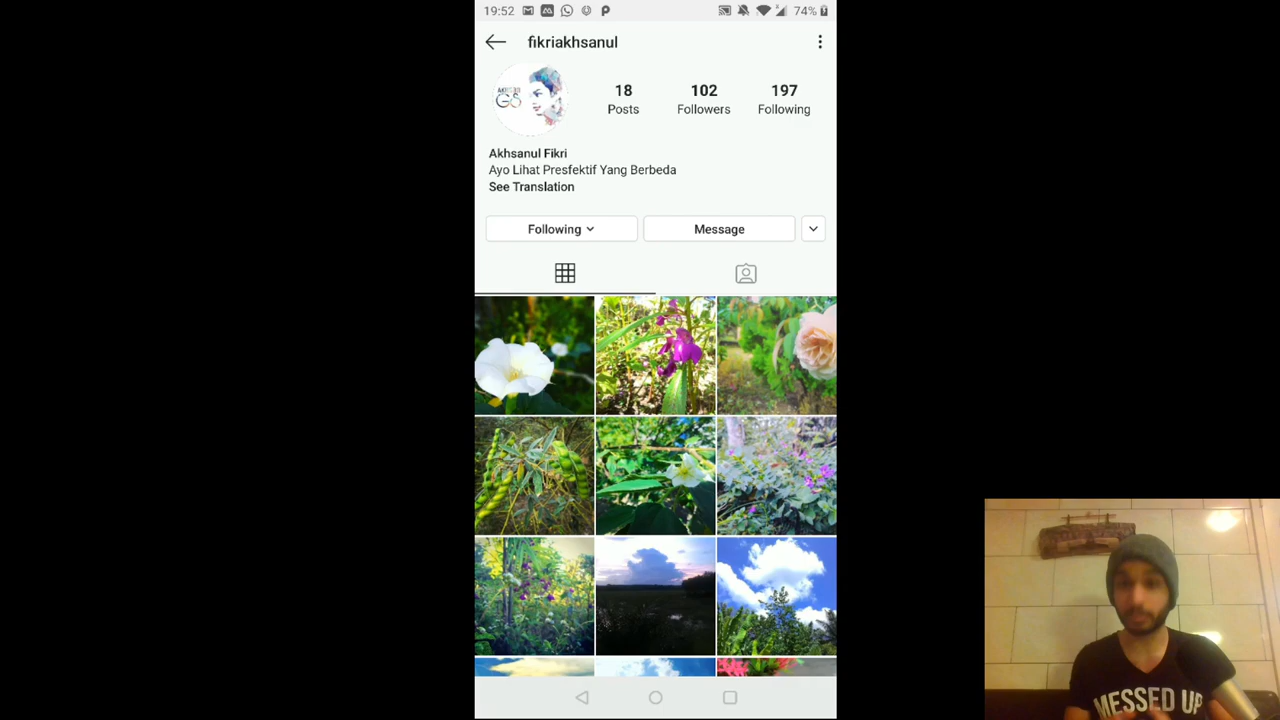 19:52
74%
fikriakhsanul
18
Posts
102
Followers
197
Following
GS
Akhsanul Fikri
Ayo Lihat Presfektif Yang Berbeda
See Translation
Following
Message
MESSED UP